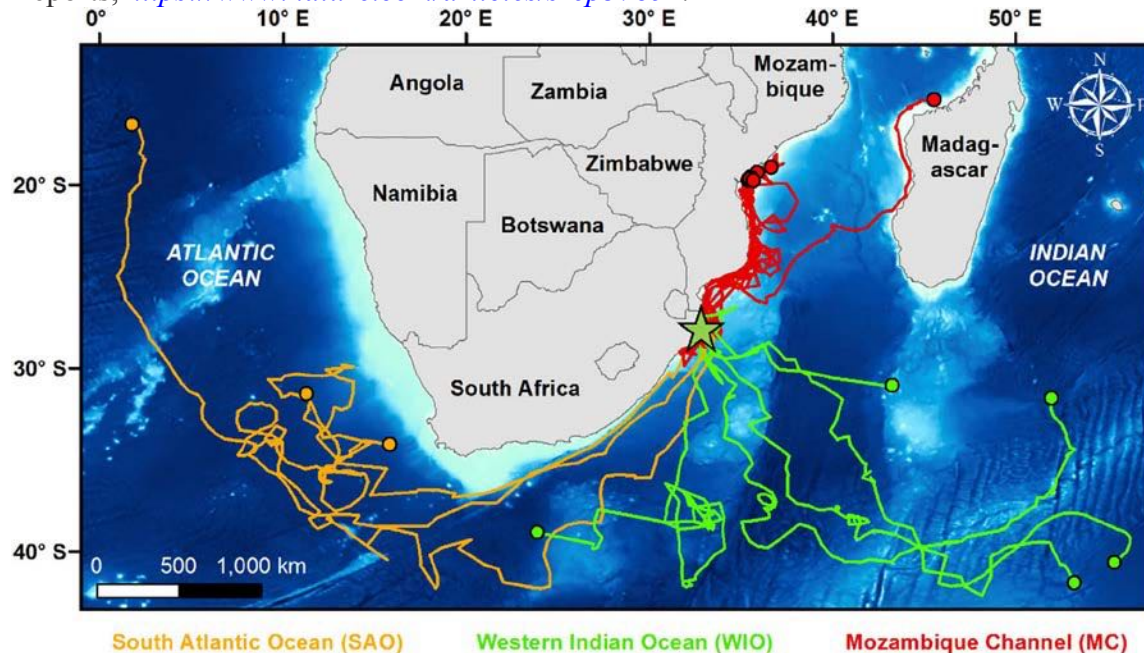 0° E 10° E 20° E 30° E 40° E 50° E
Angola
Zambia
Mozam-
bique
N
W
S
Zimbabwe
Madag-
ascar
20° S
Namibia
Botswana
ATLANTIC
OCEAN
INDIAN
OCEAN
30° S
South Africa
40° S
0 500 1,000 km
South Atlantic Ocean (SAO) Western Indian Ocean (WIO) Mozambique Channel (MC)